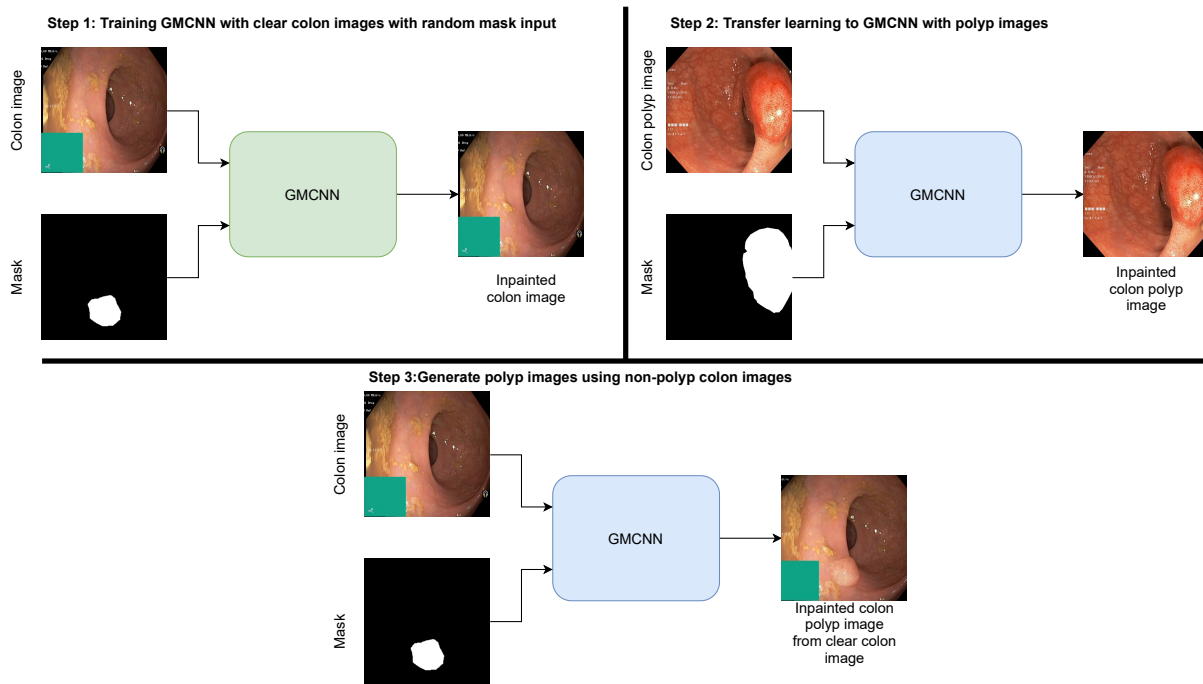 Step 1: Training GMCNN with clear colon images with random mask input
Colon image
Mask
GMCNN
Inpainted
colon image
Step 2: Transfer learning to GMCNN with polyp images
Colon polyp image
Mask
GMCNN
Inpainted
colon polyp
image
Step 3:Generate polyp images using non-polyp colon images
Colon image
Mask
GMCNN
Inpainted colon
polyp image
from clear colon
image